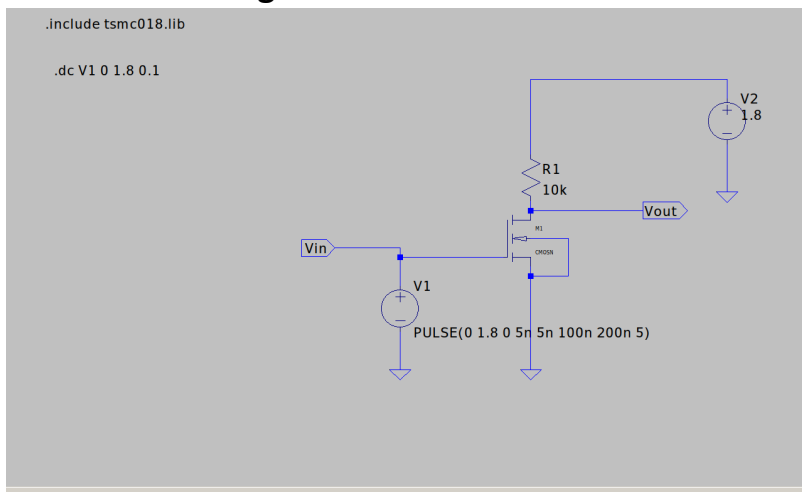 .include tsmc018.lib
.dc V1 0 1.8 0.1
V2
1.8
R1
10k
Vout
M1
CMOSN
Vin
V1
PULSE(0 1.8 0 5n 5n 100n 200n 5)